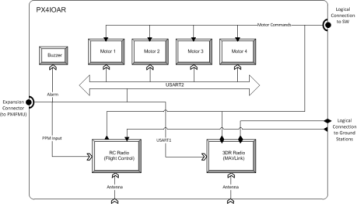 PX4IOAR
Logical
Connection
to SW
Motor Commands
Buzzer
Motor 1
Motor 2
Motor 3
Motor 4
USART2
Alarm
Expansion
Connector
(to PX4FMU)
PPM Input
USART1
Logical
Connection
to Ground
Stations
RC Radio
(Flight Control)
3DR Radio
(MAVLink)
Antenna
Antenna